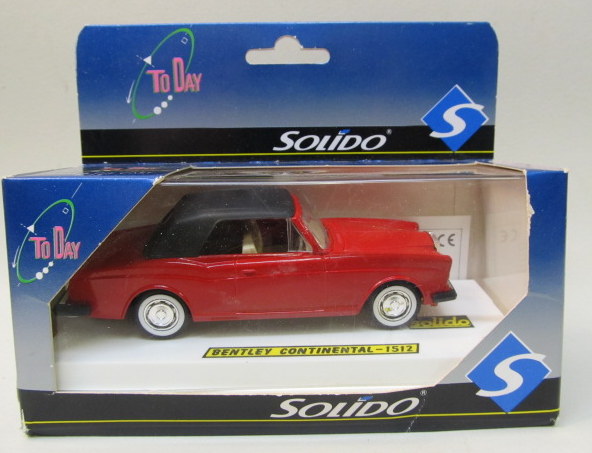 TO DAY
SOLIDO®
S
TO DAY
CE
solido
BENTLEY CONTINENTAL-1512
S
SOLIDO®